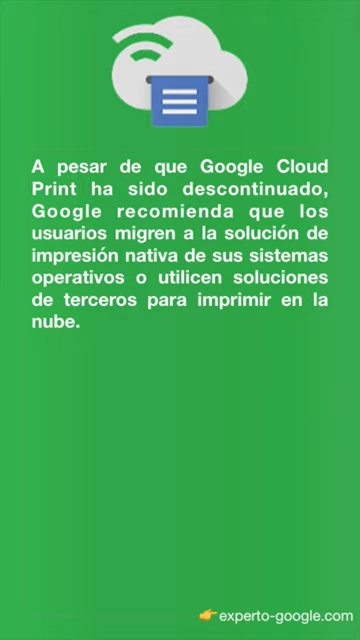 A pesar de que Google Cloud
Print ha sido descontinuado,
Google recomienda que los
usuarios migren a la solución de
impresión nativa de sus sistemas
operativos o utilicen soluciones
de terceros para imprimir en la
nube.
👉experto-google.com